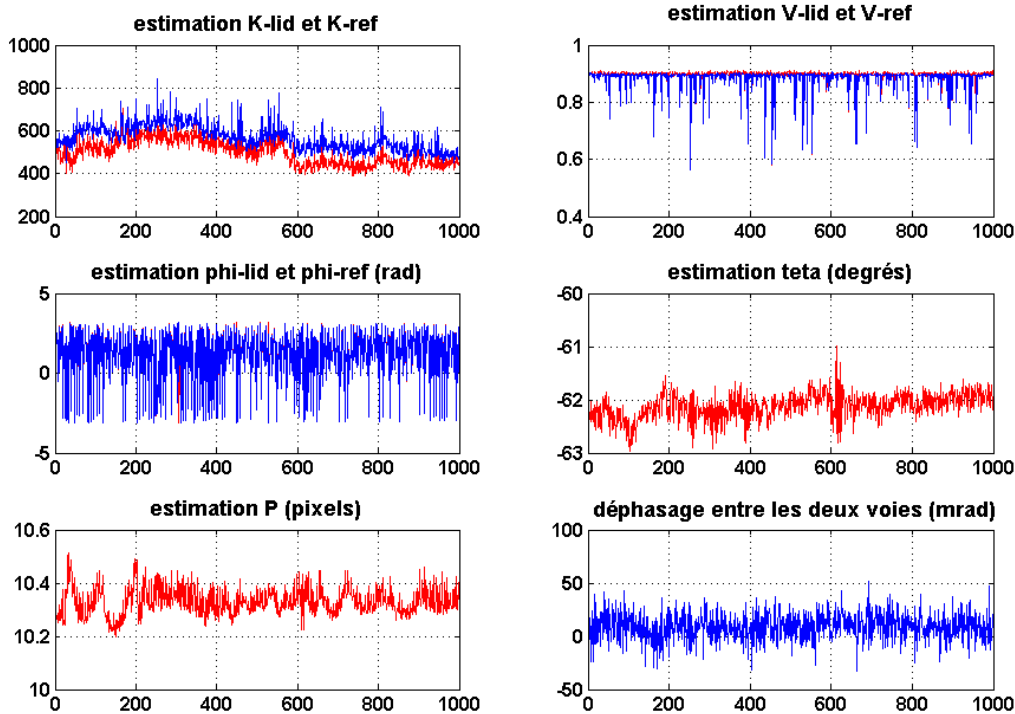 estimation K-lid et K-ref
1000
800
600
400
200
0 200 400 600 800 1000
estimation V-lid et V-ref
1
0.8
0.6
0.4
0 200 400 600 800 1000
estimation phi-lid et phi-ref (rad)
5
0
-5
0 200 400 600 800 1000
estimation teta (degrés)
-60
-61
-62
-63
0 200 400 600 800 1000
estimation P (pixels)
10.6
10.4
10.2
10
0 200 400 600 800 1000
déphasage entre les deux voies (mrad)
100
50
0
-50
0 200 400 600 800 1000